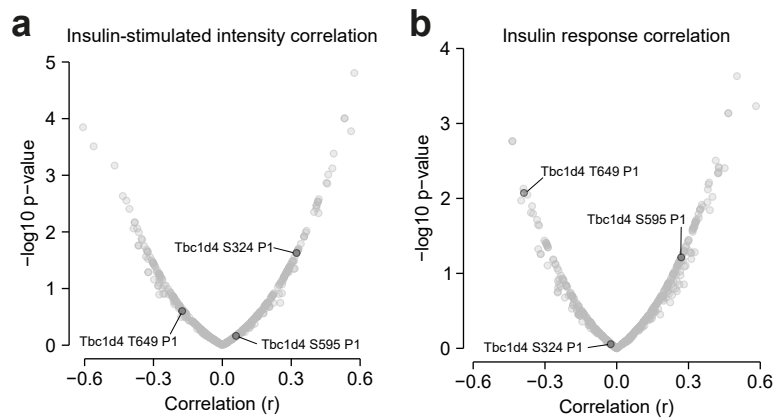 a
Insulin-stimulated intensity correlation
5
4
3
2
1
0
−log10 p−value
Tbc1d4 S324 P1
Tbc1d4 T649 P1
Tbc1d4 S595 P1
−0.6
−0.3
0.0
0.3
0.6
Correlation (r)
b
Insulin response correlation
4
3
2
1
0
−log10 p−value
Tbc1d4 T649 P1
Tbc1d4 S595 P1
Tbc1d4 S324 P1
−0.6
−0.3
0.0
0.3
0.6
Correlation (r)